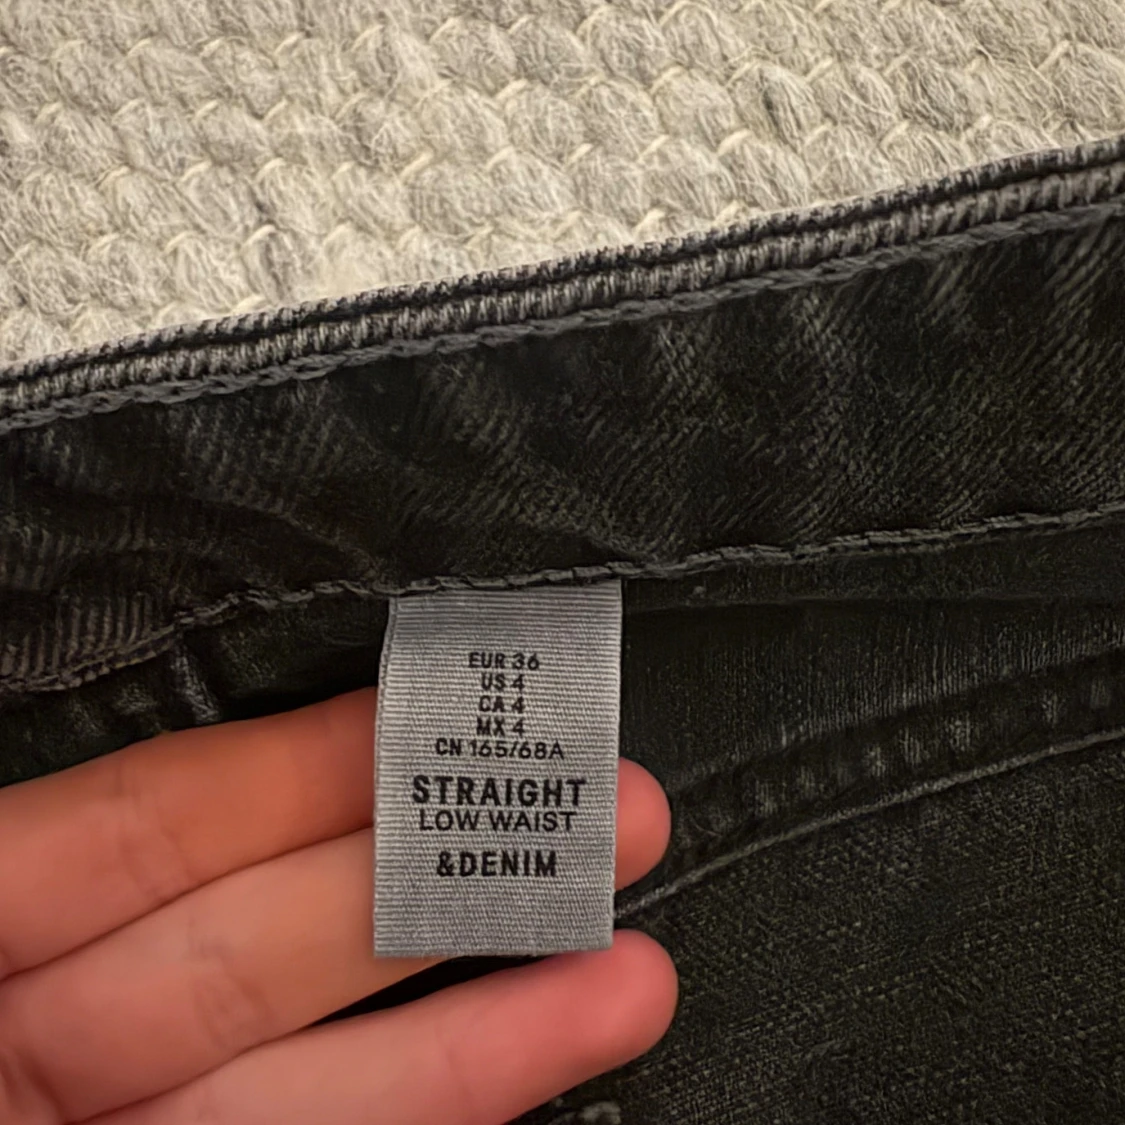 EUR 36
US 4
CA 4
MX 4
CN 165/68A
STRAIGHT
LOW WAIST
&DENIM